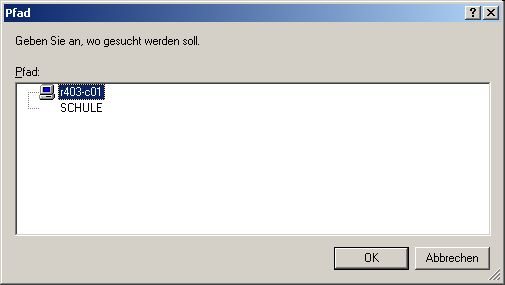 Pfad
Geben Sie an, wo gesucht werden soll.
Pfad:
r403-c01
SCHULE
OK
Abbrechen